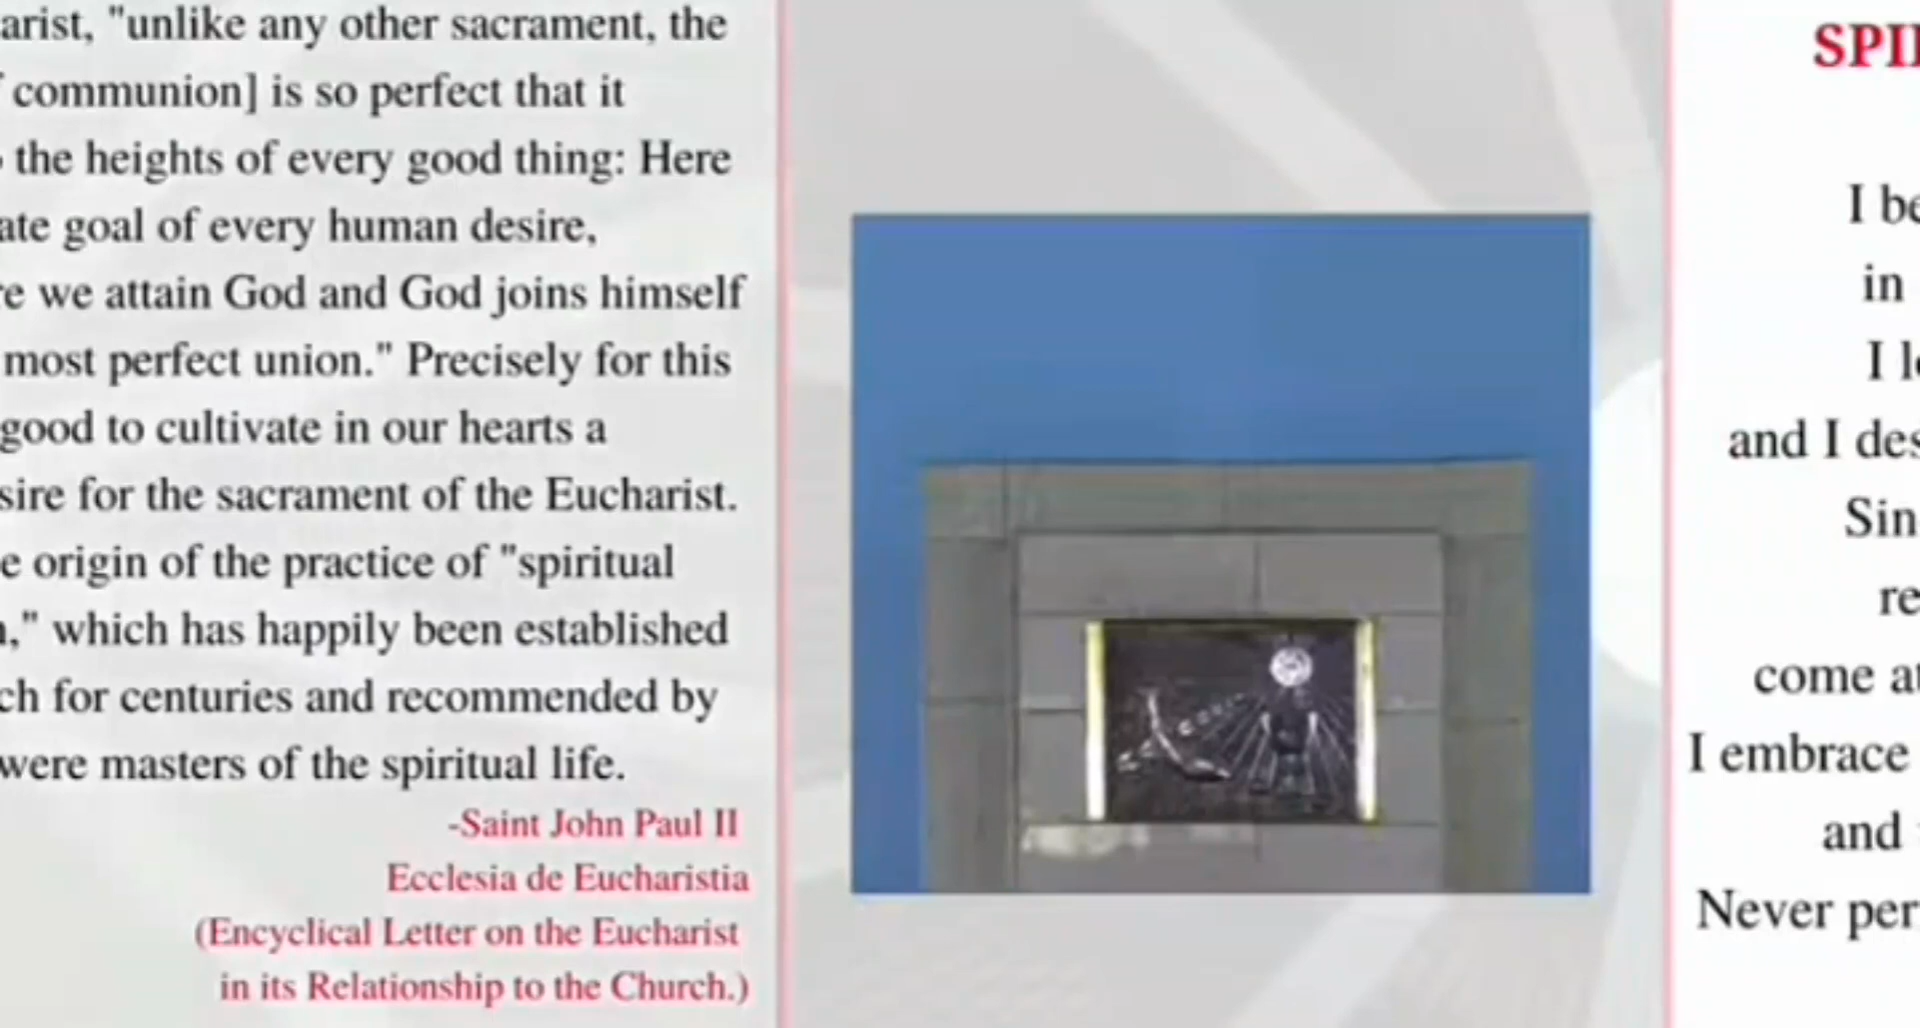 arist, "unlike any other sacrament, the
communion] is so perfect that it
the heights of every good thing: Here
ate goal of every human desire,
re we attain God and God joins himself
most perfect union." Precisely for this
good to cultivate in our hearts a
sire for the sacrament of the Eucharist.
e origin of the practice of "spiritual
," which has happily been established
ch for centuries and recommended by
were masters of the spiritual life.
-Saint John Paul II
Ecclesia de Eucharistia
(Encyclical Letter on the Eucharist
in its Relationship to the Church.)
SPI
I be
in
I l
and I des
Sin
re
come at
I embrace
and
Never per